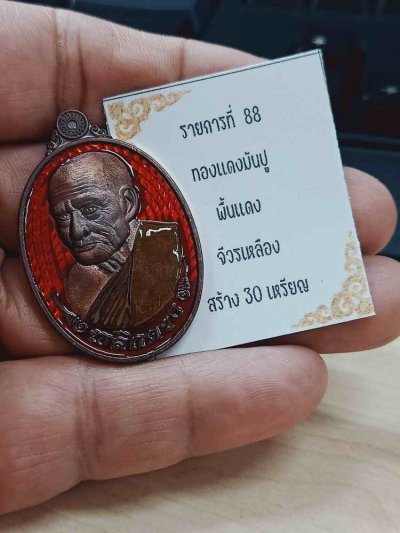 รายการที่ 88
ทองแดงมันปู
พื้นแดง
จีวรเหลือง
สร้าง 30 เหรียญ